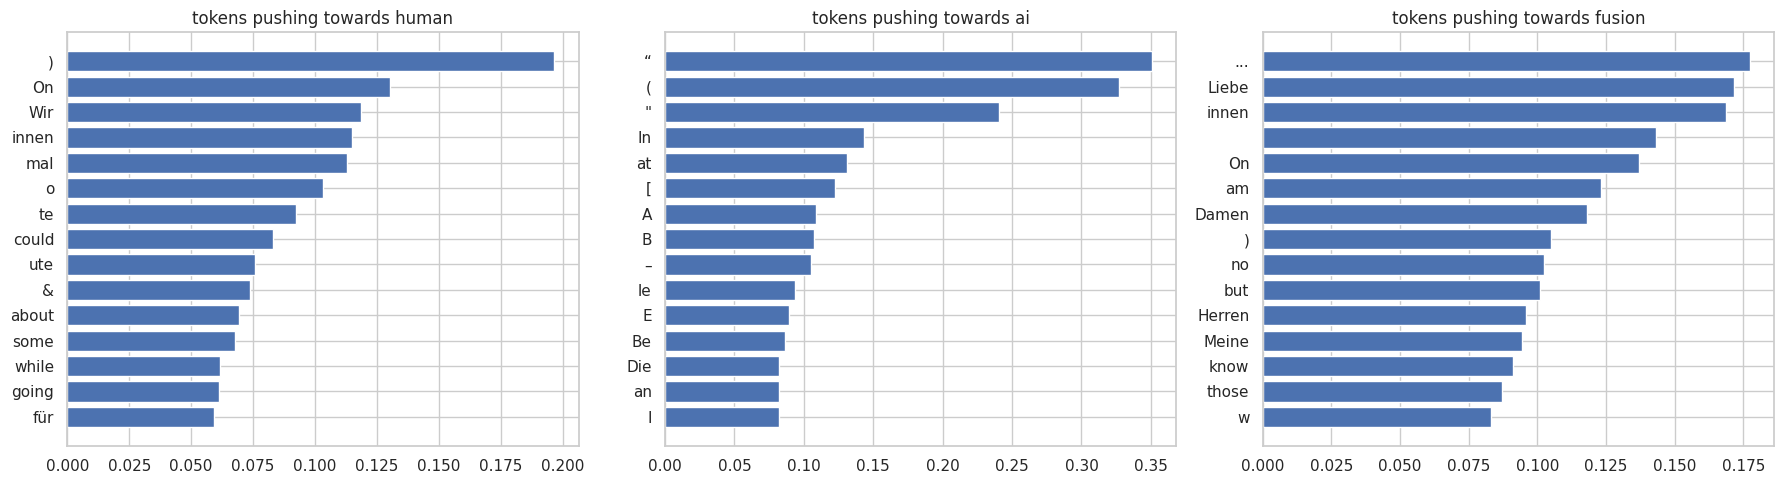 tokens pushing towards human
)
On
Wir
innen
mal
o
te
could
ute
&
about
some
while
going
für
0.000 0.025 0.050 0.075 0.100 0.125 0.150 0.175 0.200
tokens pushing towards ai
“
(
"
In
at
[
A
B
–
le
E
Be
Die
an
I
0.00 0.05 0.10 0.15 0.20 0.25 0.30 0.35
tokens pushing towards fusion
...
Liebe
innen
On
am
Damen
)
no
but
Herren
Meine
know
those
w
0.000 0.025 0.050 0.075 0.100 0.125 0.150 0.175